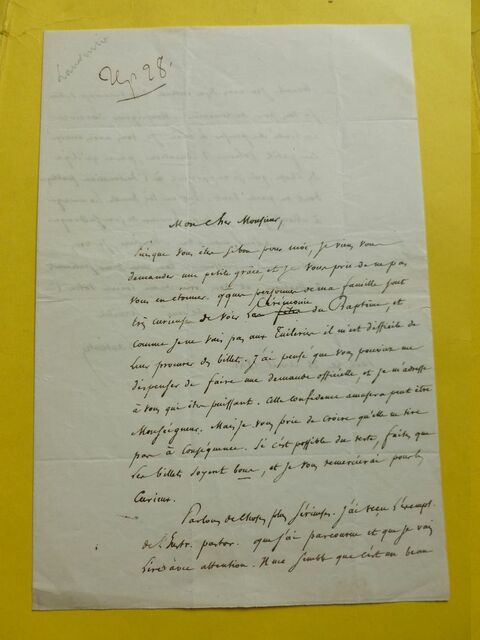 Rép 28.
Mon cher Monsieur,
Puisque vous êtes si bon pour moi, je viens vous
demander une petite grâce, et je vous prie de ne pas
vous en étonner. qques personnes de ma famille sont
très curieuses de voir la fête Cérémonie du Baptême, et
comme je ne vais pas aux Tuileries il m'est difficile de
leur procurer des billets. J'ai pensé que vous pouviez me
dispenser de faire une demande officielle, et je m'adresse
à vous qui êtes puissant. Cette confidence amusera peut être
Monseigneur. Mais je vous prie de croire qu'elle ne tire
pas à conséquence. Si c'est possible du reste, faites que
les billets soyent bons, et je vous remercierai pour les
Curieux.
Parlons de choses plus sérieuses. J'ai reçu l'exempl.
de l'Instr. pastor. que j'ai parcourue et que je vais
lire avec attention. Il me semble que c'est un beau